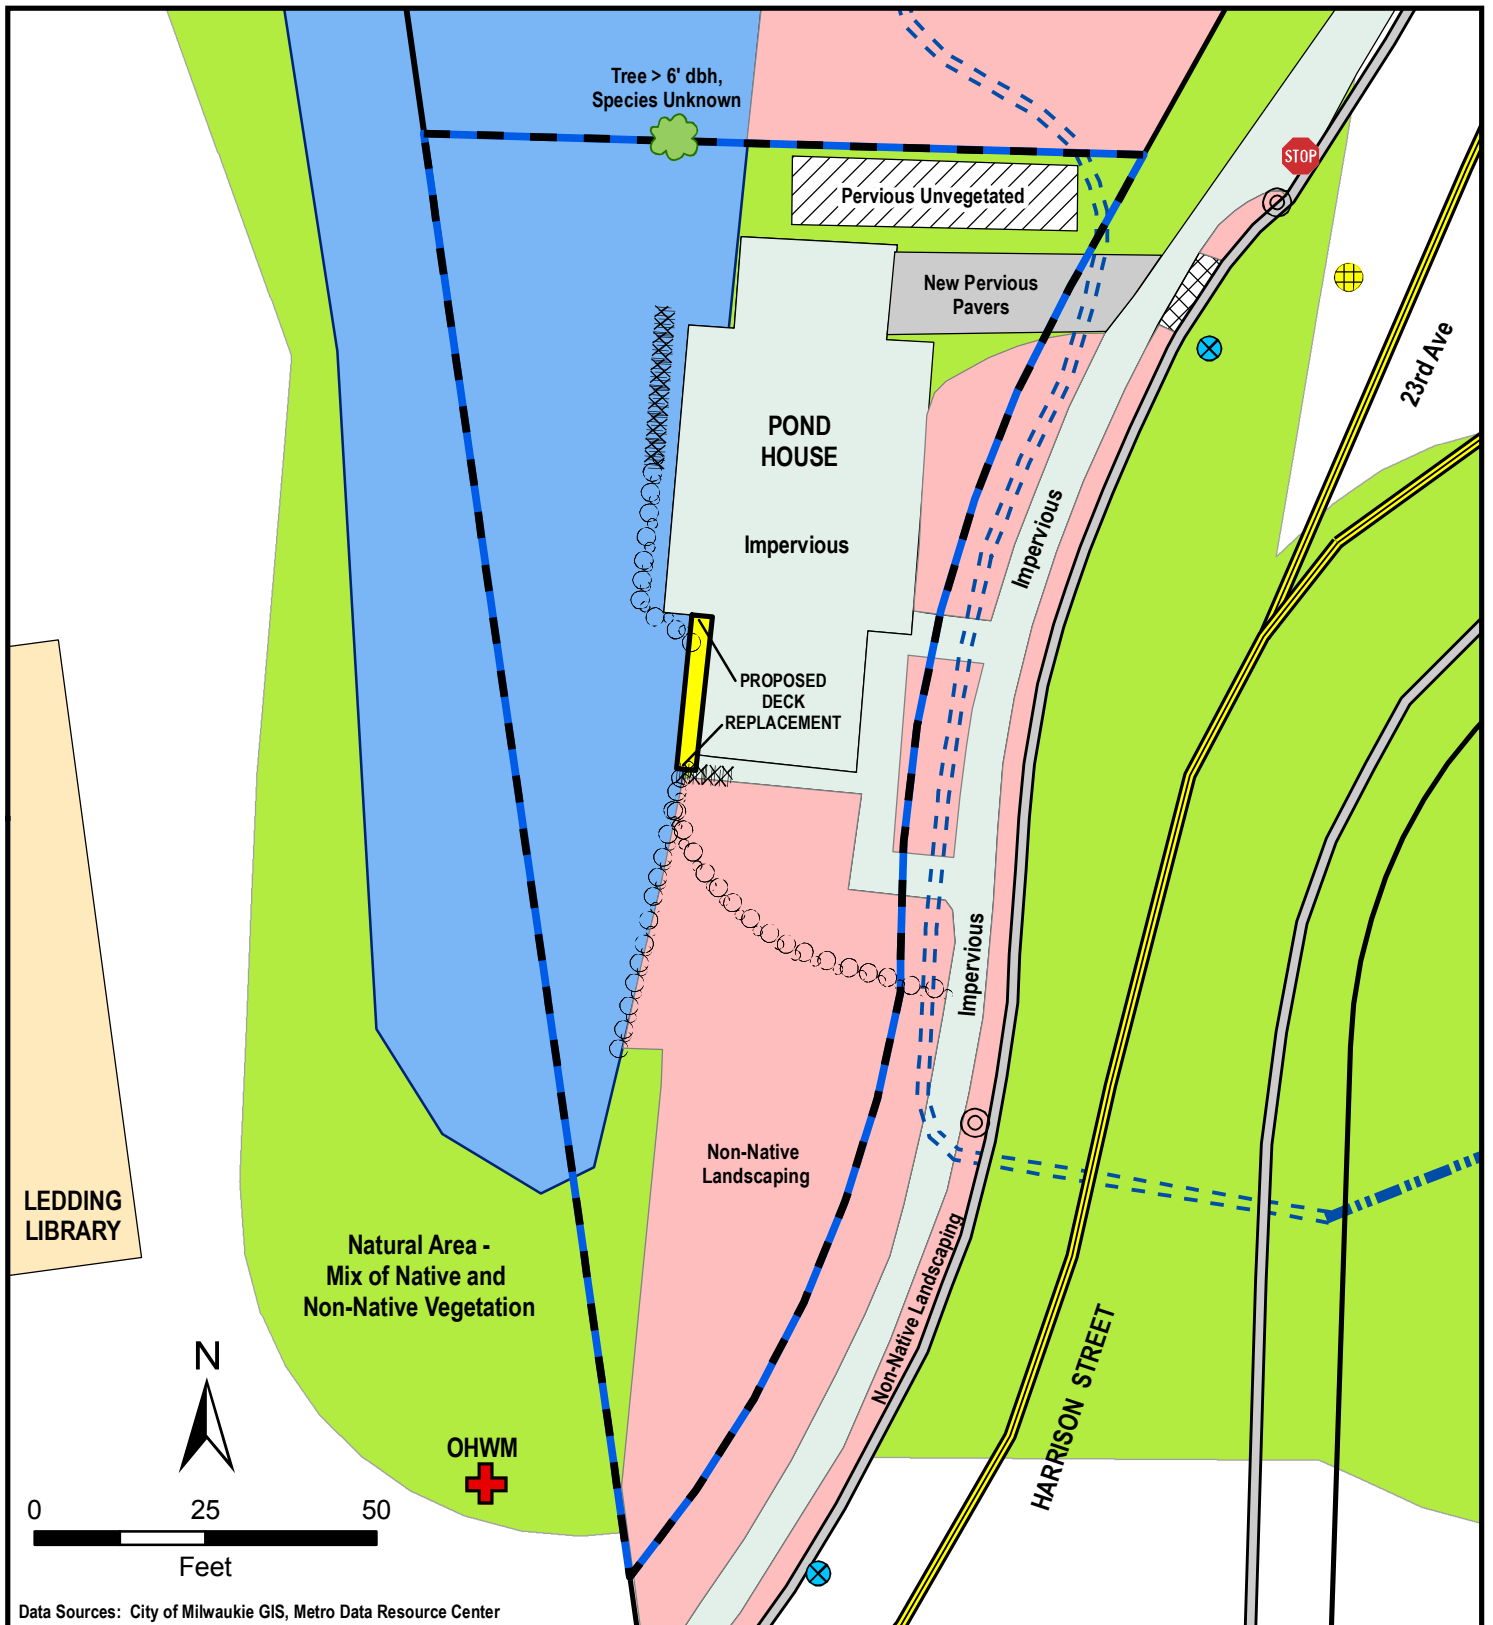 Tree > 6' dbh,
Species Unknown
STOP
Pervious Unvegetated
New Pervious
Pavers
23rd Ave
POND
HOUSE
Impervious
Impervious
PROPOSED
DECK
REPLACEMENT
Impervious
Non-Native
Landscaping
LEDDING
LIBRARY
Natural Area -
Mix of Native and
Non-Native Vegetation
Non-Native Landscaping
HARRISON STREET
N
OHWM
0 25 50
Feet
Data Sources: City of Milwaukie GIS, Metro Data Resource Center